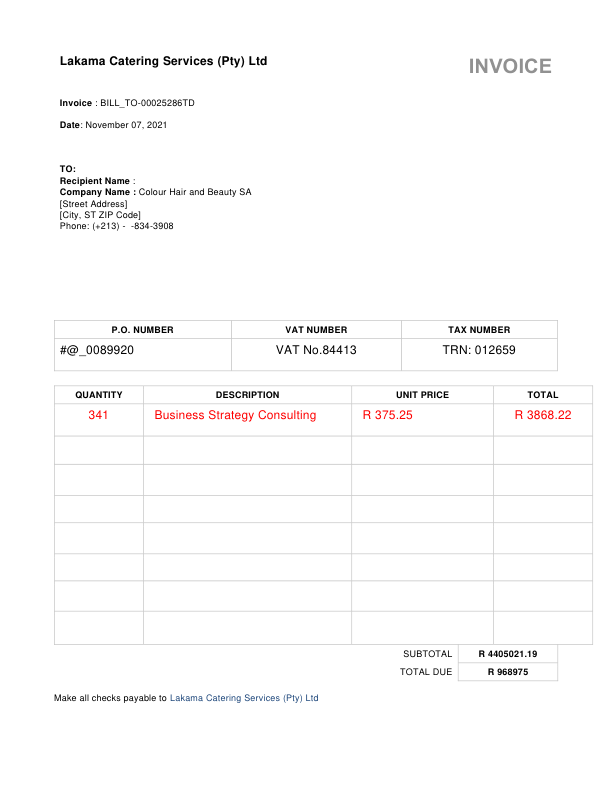 Lakama Catering Services (Pty) Ltd
INVOICE
Invoice : BILL_TO-00025286TD
Date: November 07, 2021
TO:
Recipient Name :
Company Name : Colour Hair and Beauty SA
[Street Address]
[City, ST ZIP Code]
Phone: (+213) - -834-3908
P.O. NUMBER VAT NUMBER TAX NUMBER
#@_0089920 VAT No.84413 TRN: 012659
QUANTITY DESCRIPTION UNIT PRICE TOTAL
341 Business Strategy Consulting R 375.25 R 3868.22
SUBTOTAL R 4405021.19
TOTAL DUE R 968975
Make all checks payable to Lakama Catering Services (Pty) Ltd